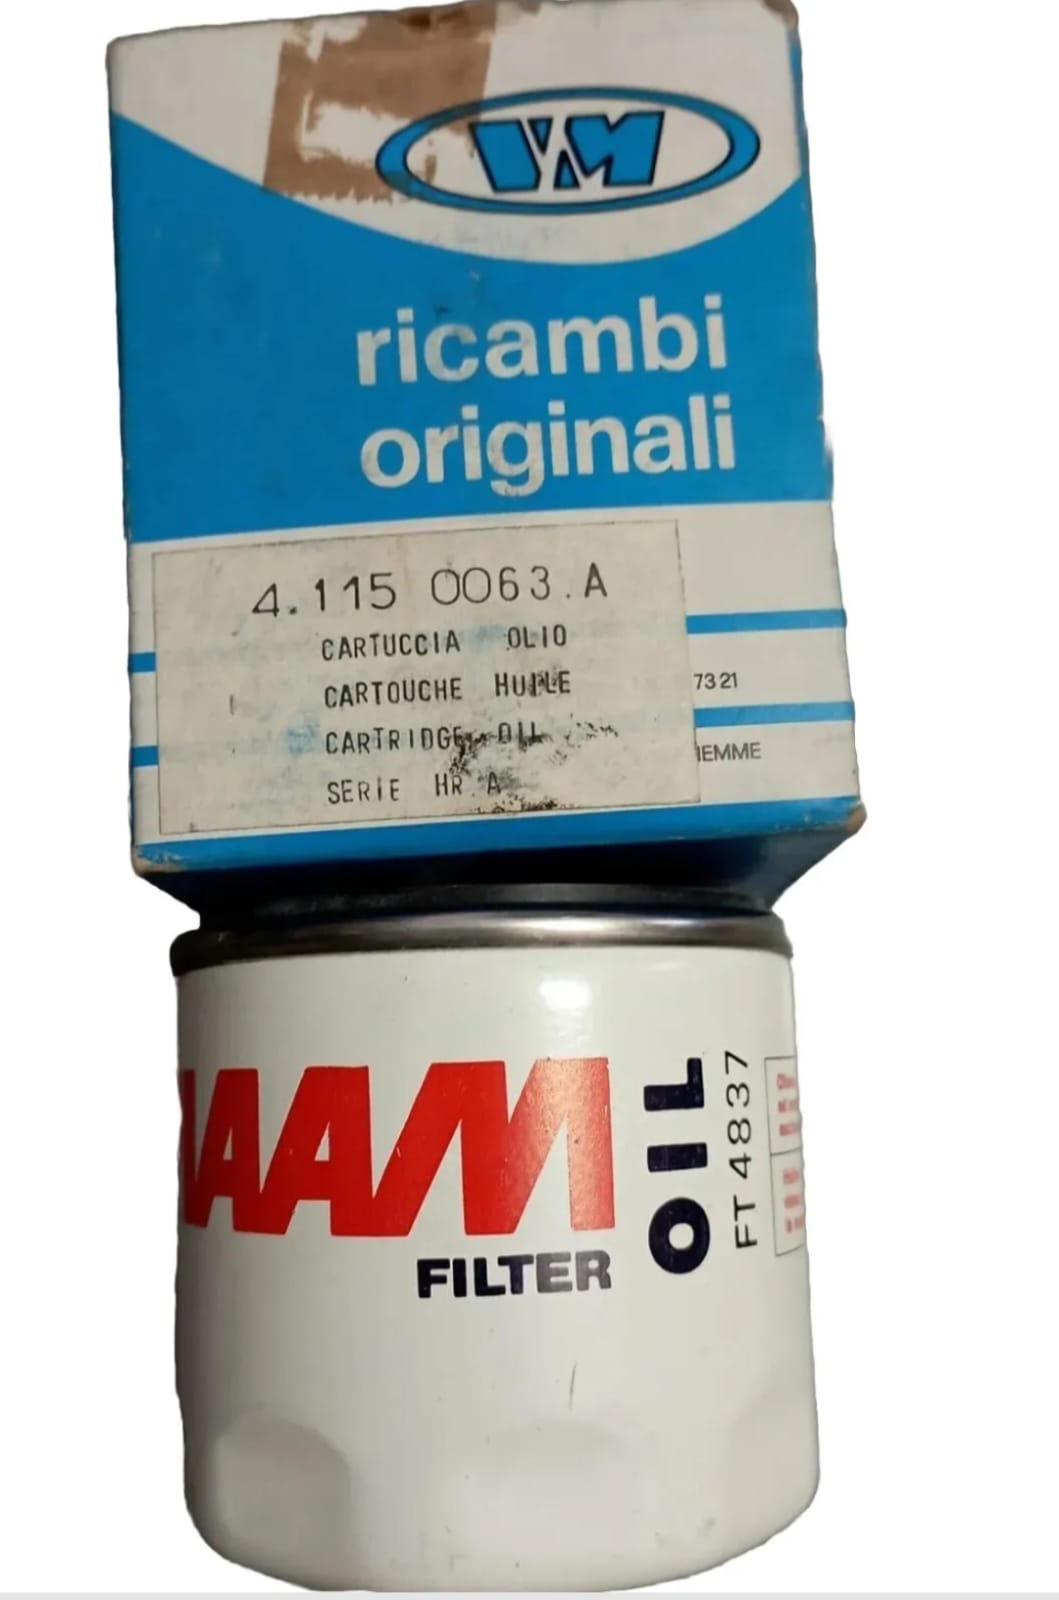 VM
ricambi
originali
4.115 0063.A
CARTUCCIA OLIO
CARTOUCHE HUILE
CARTRIDGE OIL
SERIE HR A
7321
IEMME
AAM
FILTER
OIL
FT 4837